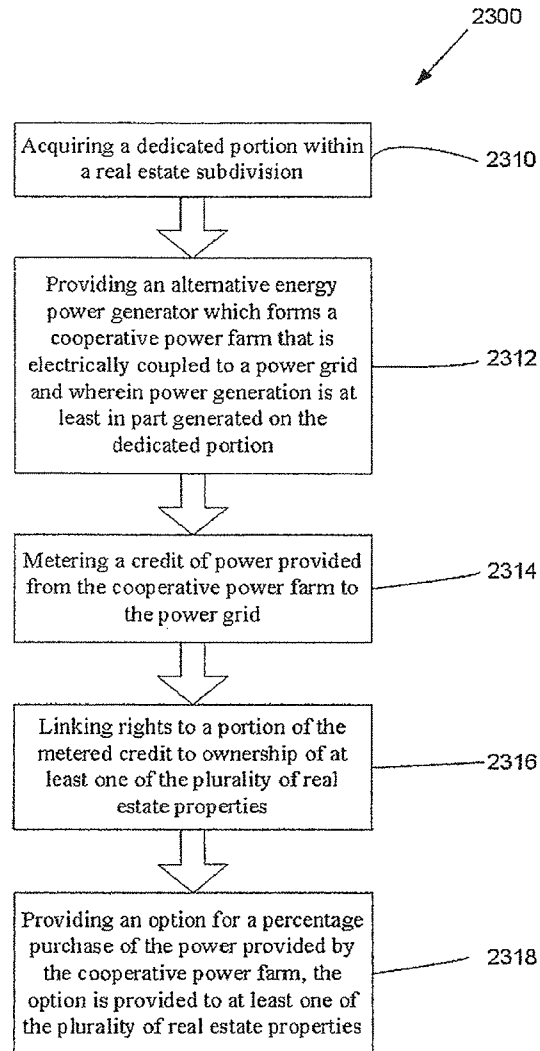 2300
Acquiring a dedicated portion within
a real estate subdivision
2310
Providing an alternative energy
power generator which forms a
cooperative power farm that is
electrically coupled to a power grid
and wherein power generation is at
least in part generated on the
dedicated portion
2312
Metering a credit of power provided
from the cooperative power farm to
the power grid
2314
Linking rights to a portion of the
metered credit to ownership of at
least one of the plurality of real
estate properties
2316
Providing an option for a percentage
purchase of the power provided by
the cooperative power farm, the
option is provided to at least one of
the plurality of real estate properties
2318